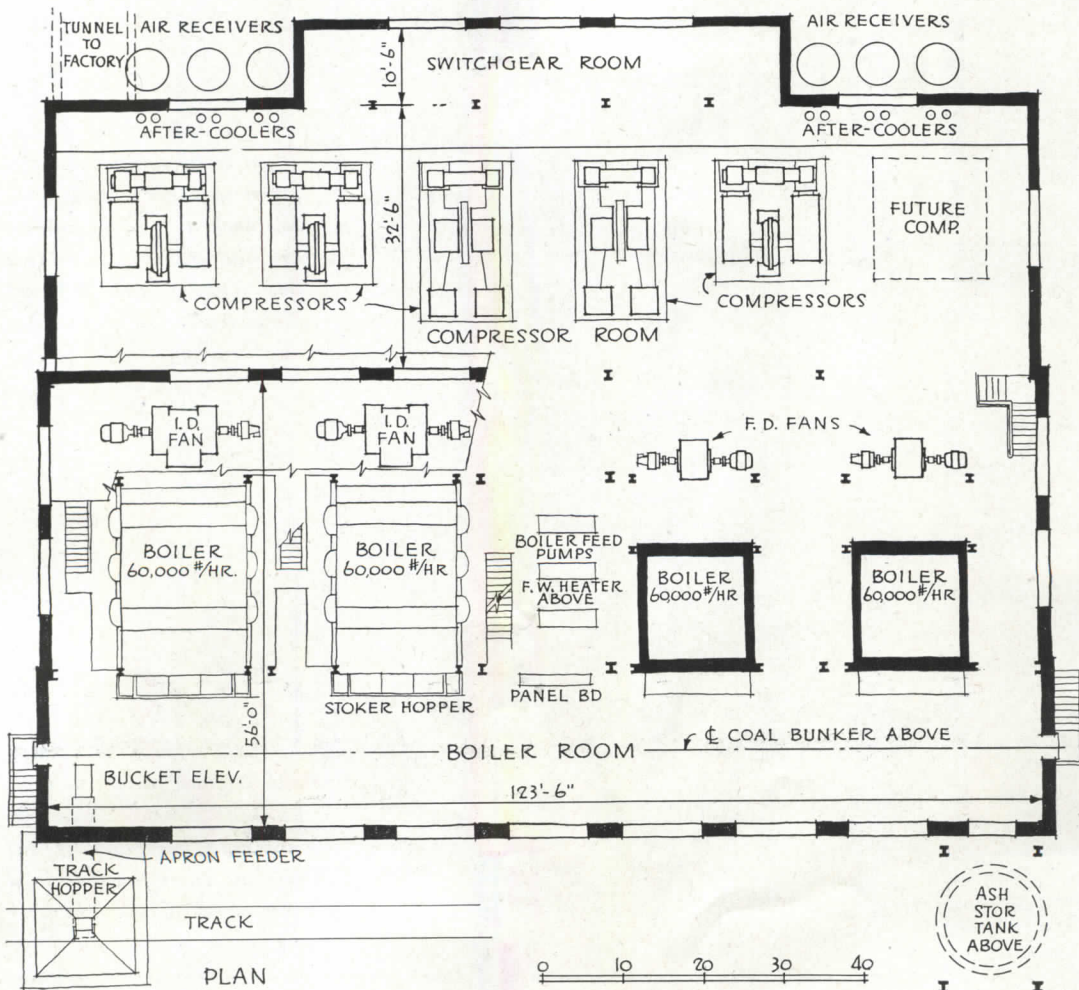 TUNNEL
TO
FACTORY
AIR RECEIVERS
10'-6"
SWITCHGEAR ROOM
AIR RECEIVERS
AFTER-COOLERS
AFTER-COOLERS
32'-6"
FUTURE
COMP.
COMPRESSORS
COMPRESSORS
COMPRESSOR ROOM
I.D.
FAN
I.D.
FAN
F.D. FANS
BOILER
60,000 #/HR.
BOILER
60,000 #/HR
BOILER FEED
PUMPS
F.W. HEATER
ABOVE
BOILER
60,000 #/HR
BOILER
60,000 #/HR
STOKER HOPPER
PANEL BD
56'-0"
BOILER ROOM
℄ COAL BUNKER ABOVE
BUCKET ELEV.
123'-6"
APRON FEEDER
TRACK
HOPPER
TRACK
ASH
STOR
TANK
ABOVE
PLAN
0 10 20 30 40